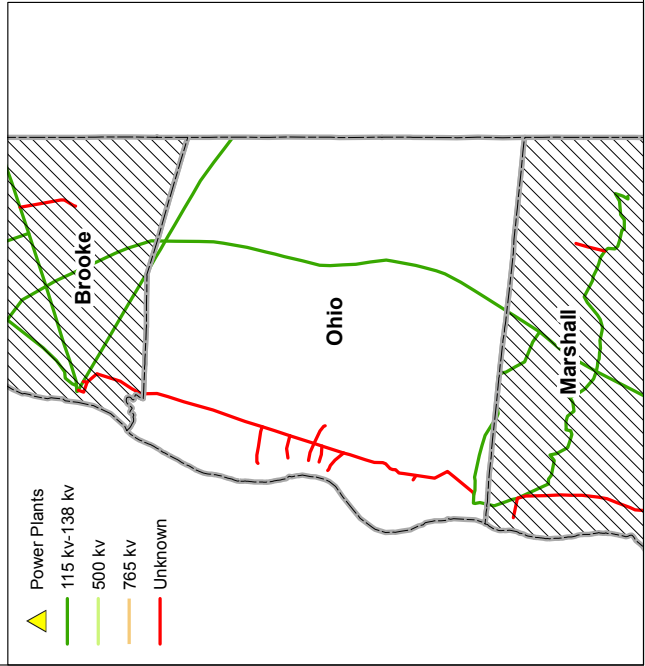 Power Plants
115 kv-138 kv
500 kv
765 kv
Unknown
Brooke
Ohio
Marshall